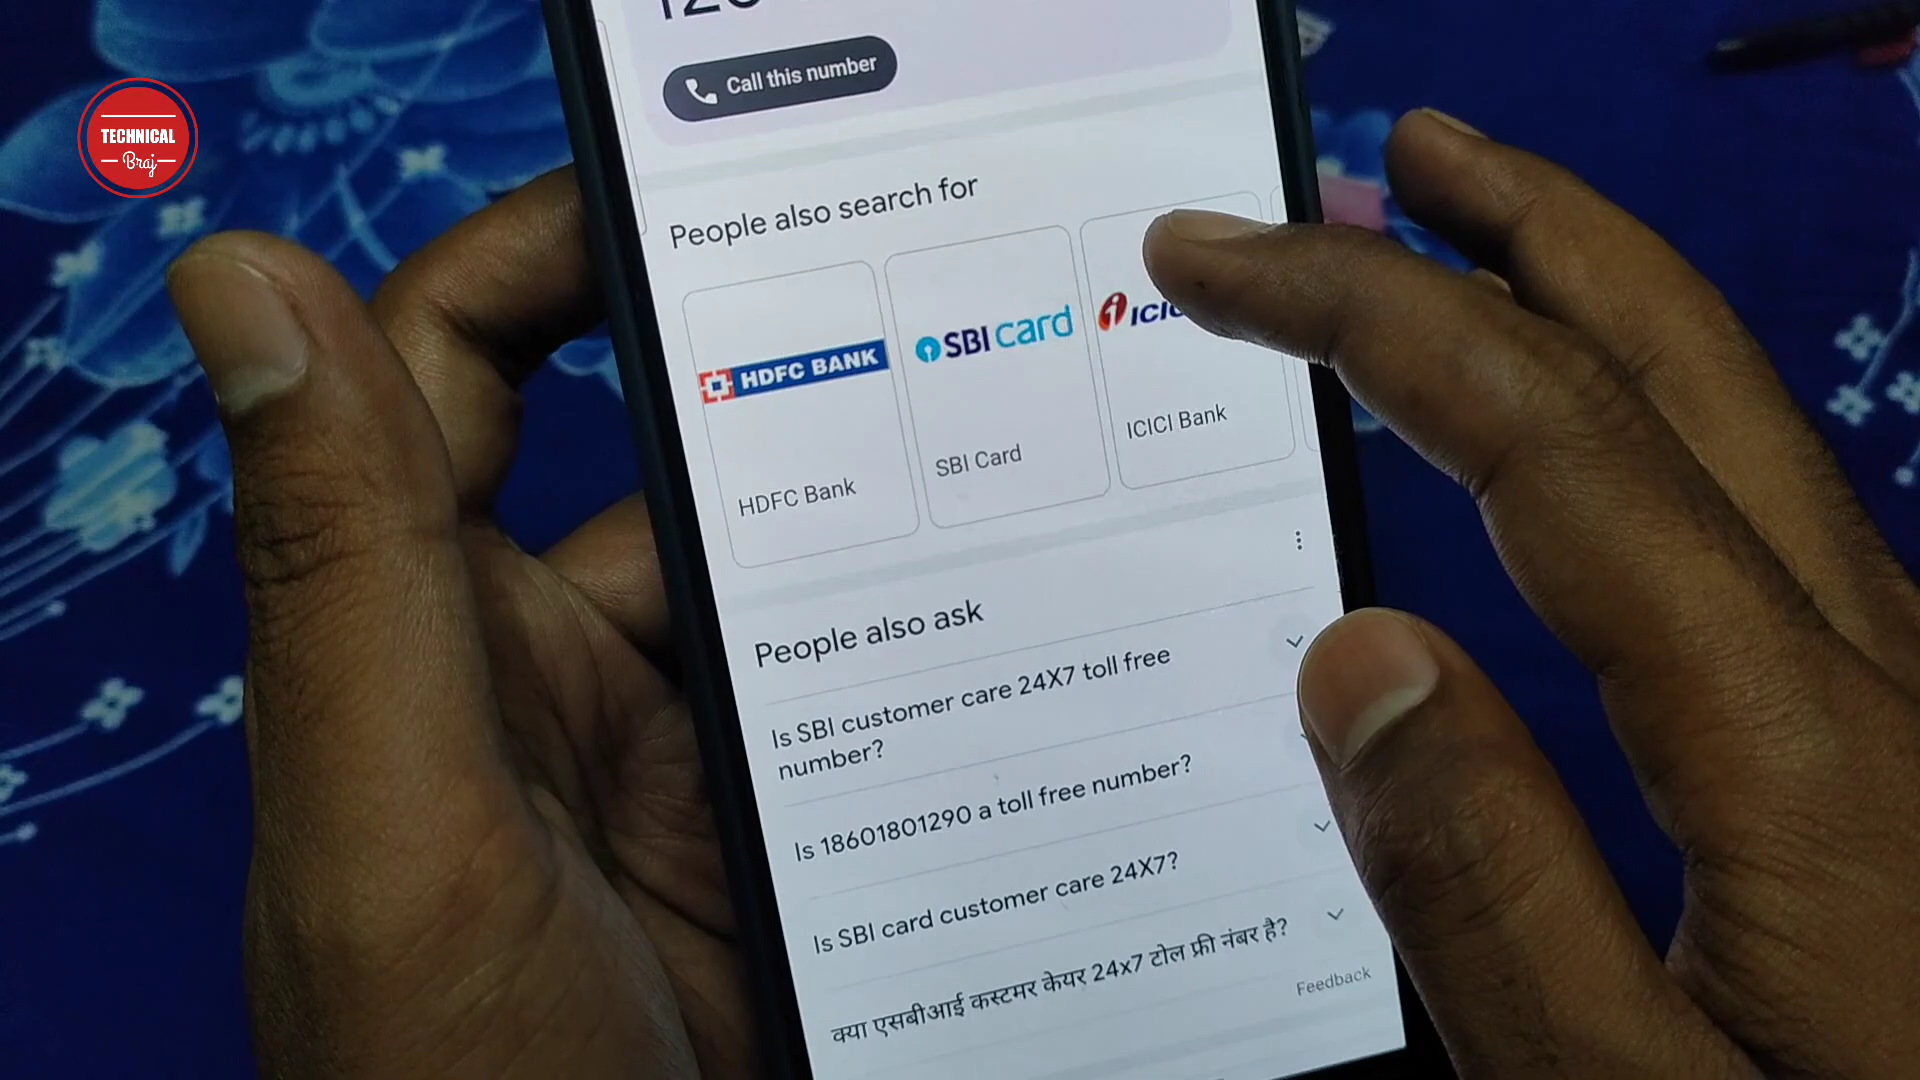 TECHNICAL
Braj
Call this number
People also search for
HDFC BANK
SBI card
HDFC Bank
SBI Card
ICICI Bank
People also ask
Is SBI customer care 24X7 toll free
number?
Is 18601801290 a toll free number?
Is SBI card customer care 24X7?
क्या एसबीआई कस्टमर केयर 24x7 टोल फ्री नंबर है?
Feedback